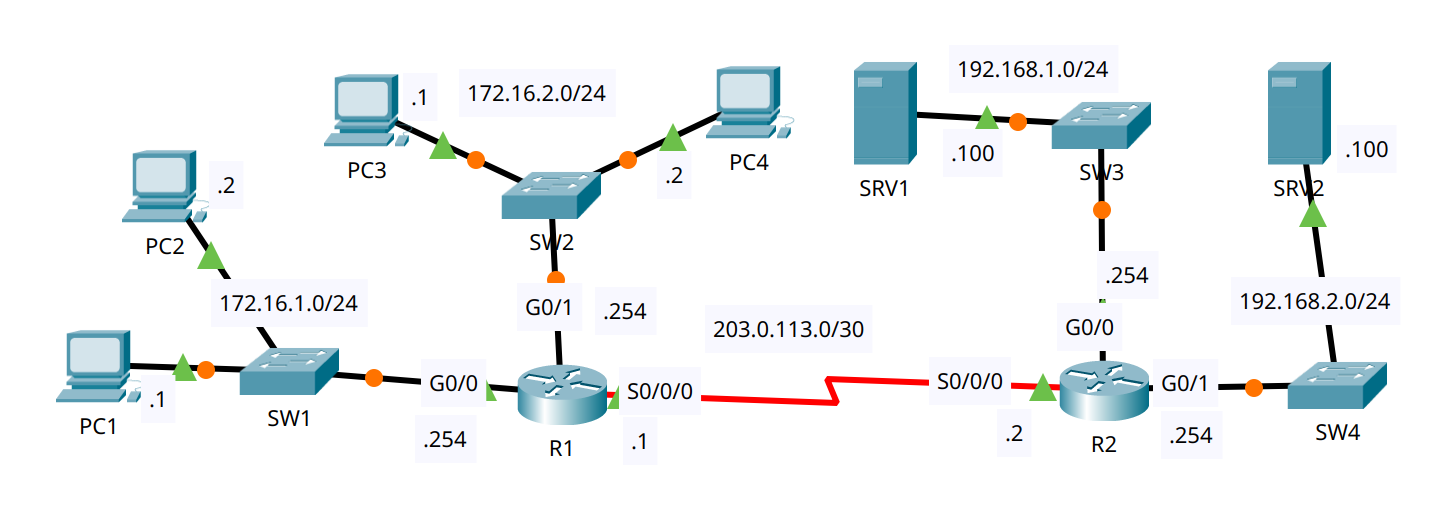 192.168.1.0/24
.1
172.16.2.0/24
PC3
PC4
.2
.100
SRV1
SW3
.100
SRV2
.2
PC2
SW2
.254
172.16.1.0/24
G0/1
.254
203.0.113.0/30
G0/0
192.168.2.0/24
PC1
.1
SW1
G0/0
.254
R1
S0/0/0
.1
S0/0/0
.2
R2
G0/1
.254
SW4